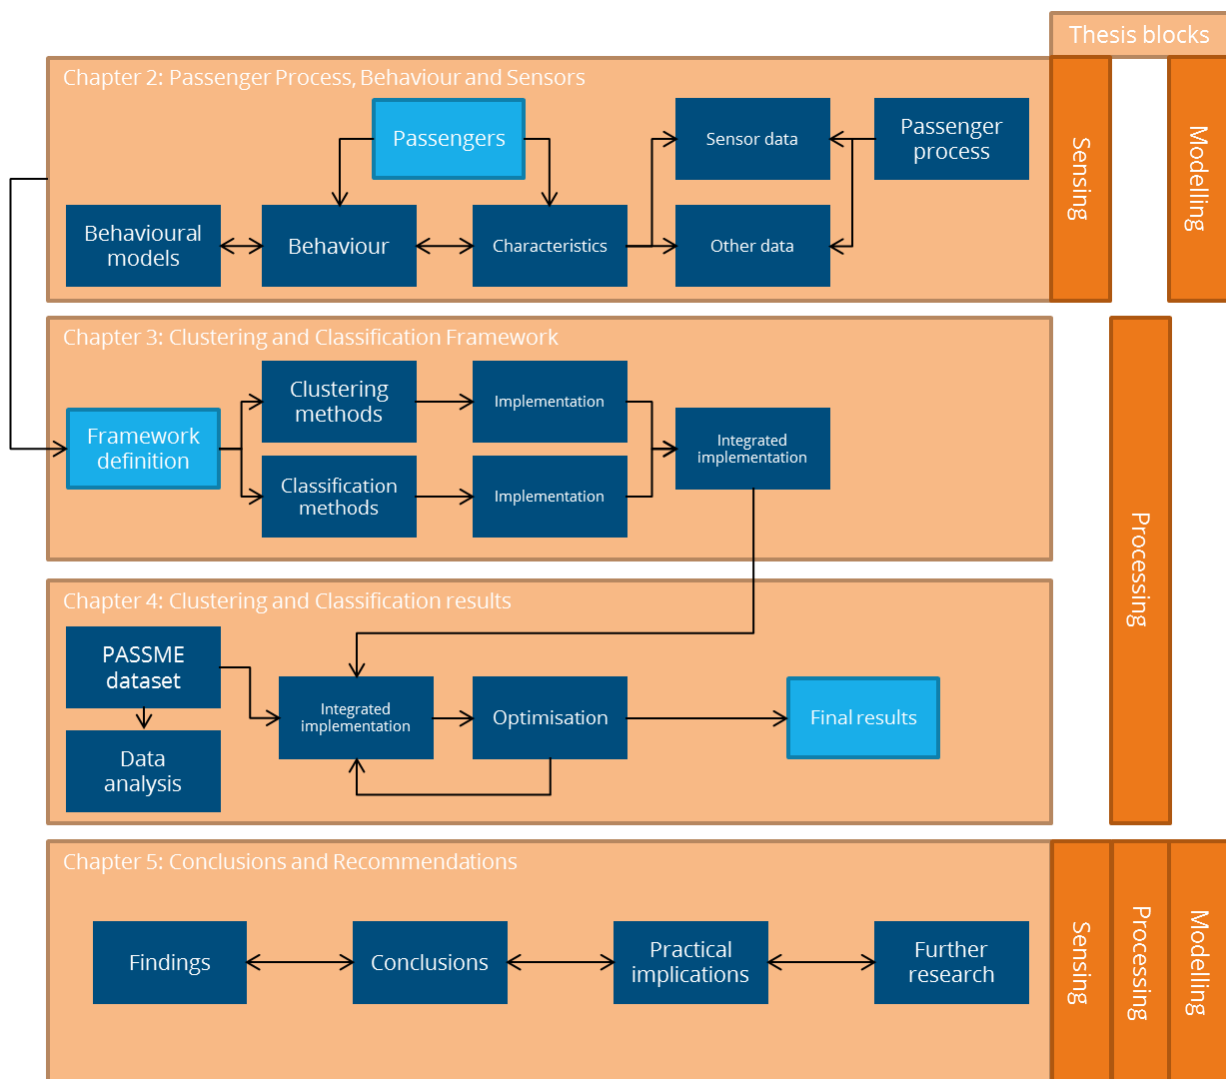 Thesis blocks
Chapter 2: Passenger Process, Behaviour and Sensors
Passengers
Sensor data
Passenger
process
Behavioural
models
Behaviour
Characteristics
Other data
Sensing
Modelling
Chapter 3: Clustering and Classification Framework
Framework
definition
Clustering
methods
Implementation
Classification
methods
Implementation
Integrated
implementation
Processing
Chapter 4: Clustering and Classification results
PASSME
dataset
Data
analysis
Integrated
implementation
Optimisation
Final results
Chapter 5: Conclusions and Recommendations
Findings
Conclusions
Practical
implications
Further
research
Sensing
Processing
Modelling